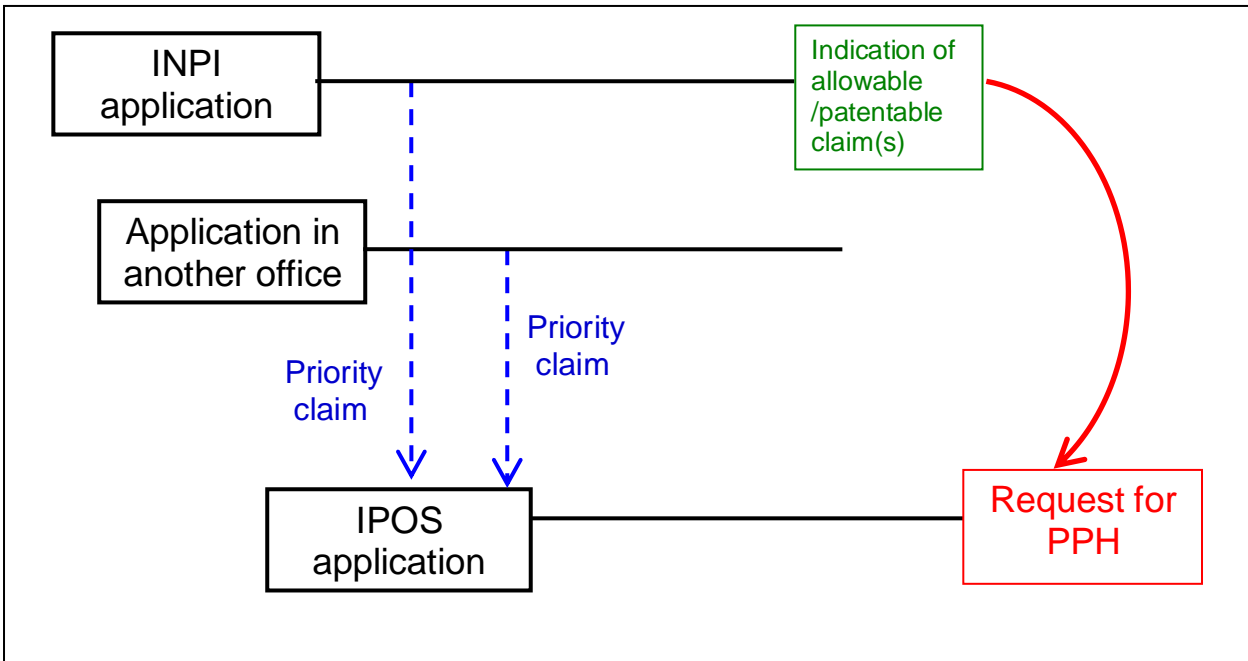 INPI
application
Indication of
allowable
/patentable
claim(s)
Application in
another office
Priority
claim
Priority
claim
IPOS
application
Request for
PPH